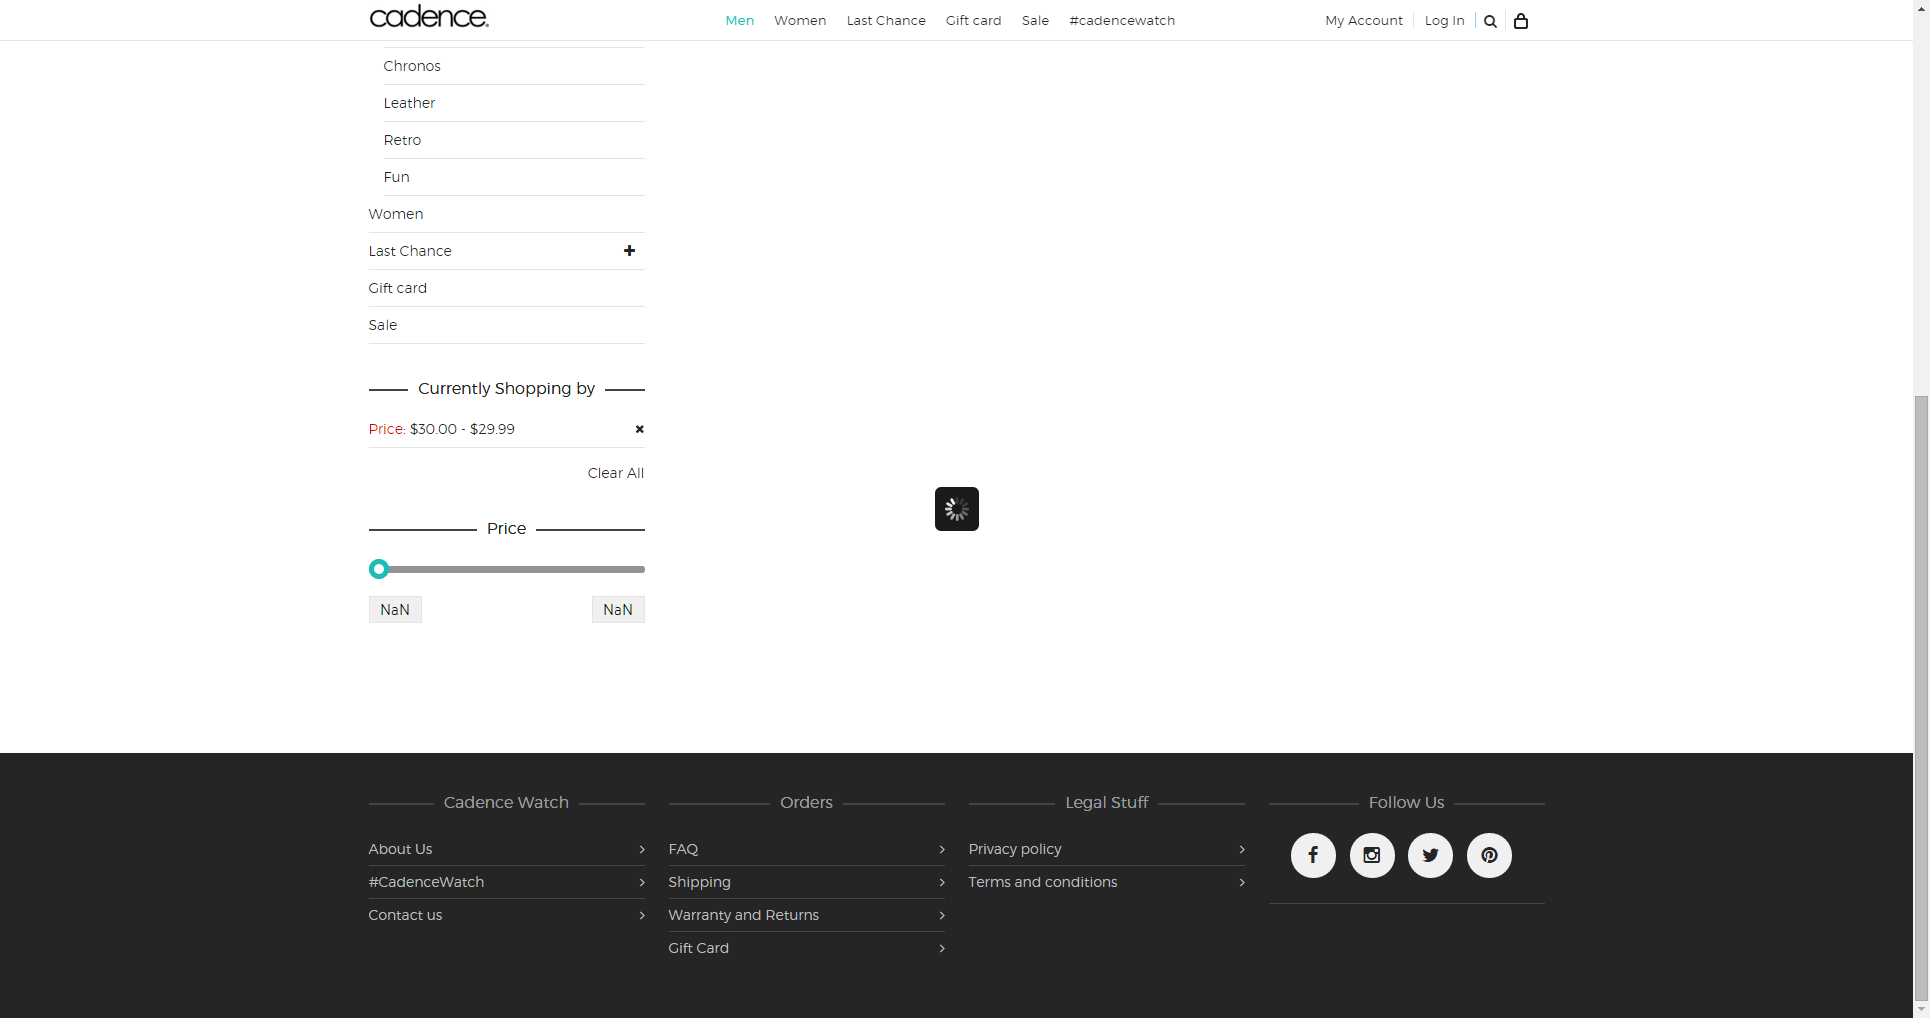 cadence.
Men Women Last Chance Gift card Sale #cadencewatch
My Account Log In
Chronos
Leather
Retro
Fun
Women
Last Chance
Gift card
Sale
Currently Shopping by
Price: $30.00 - $29.99
Clear All
Price
NaN NaN
Cadence Watch
About Us
#CadenceWatch
Contact us
Orders
FAQ
Shipping
Warranty and Returns
Gift Card
Legal Stuff
Privacy policy
Terms and conditions
Follow Us